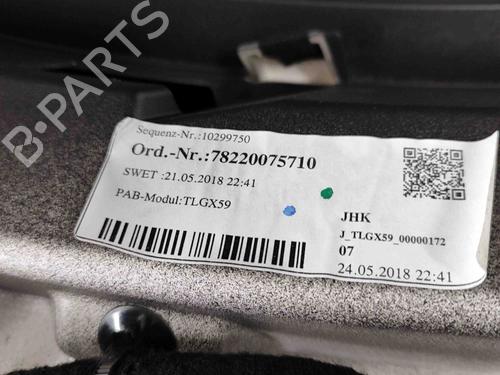 B-PARTS
Sequenz-Nr.:10299750
Ord.-Nr.:78220075710
SWET :21.05.2018 22:41
PAB-Modul:TLGX59
JHK
J_TLGX59_00000172
07
24.05.2018 22:41